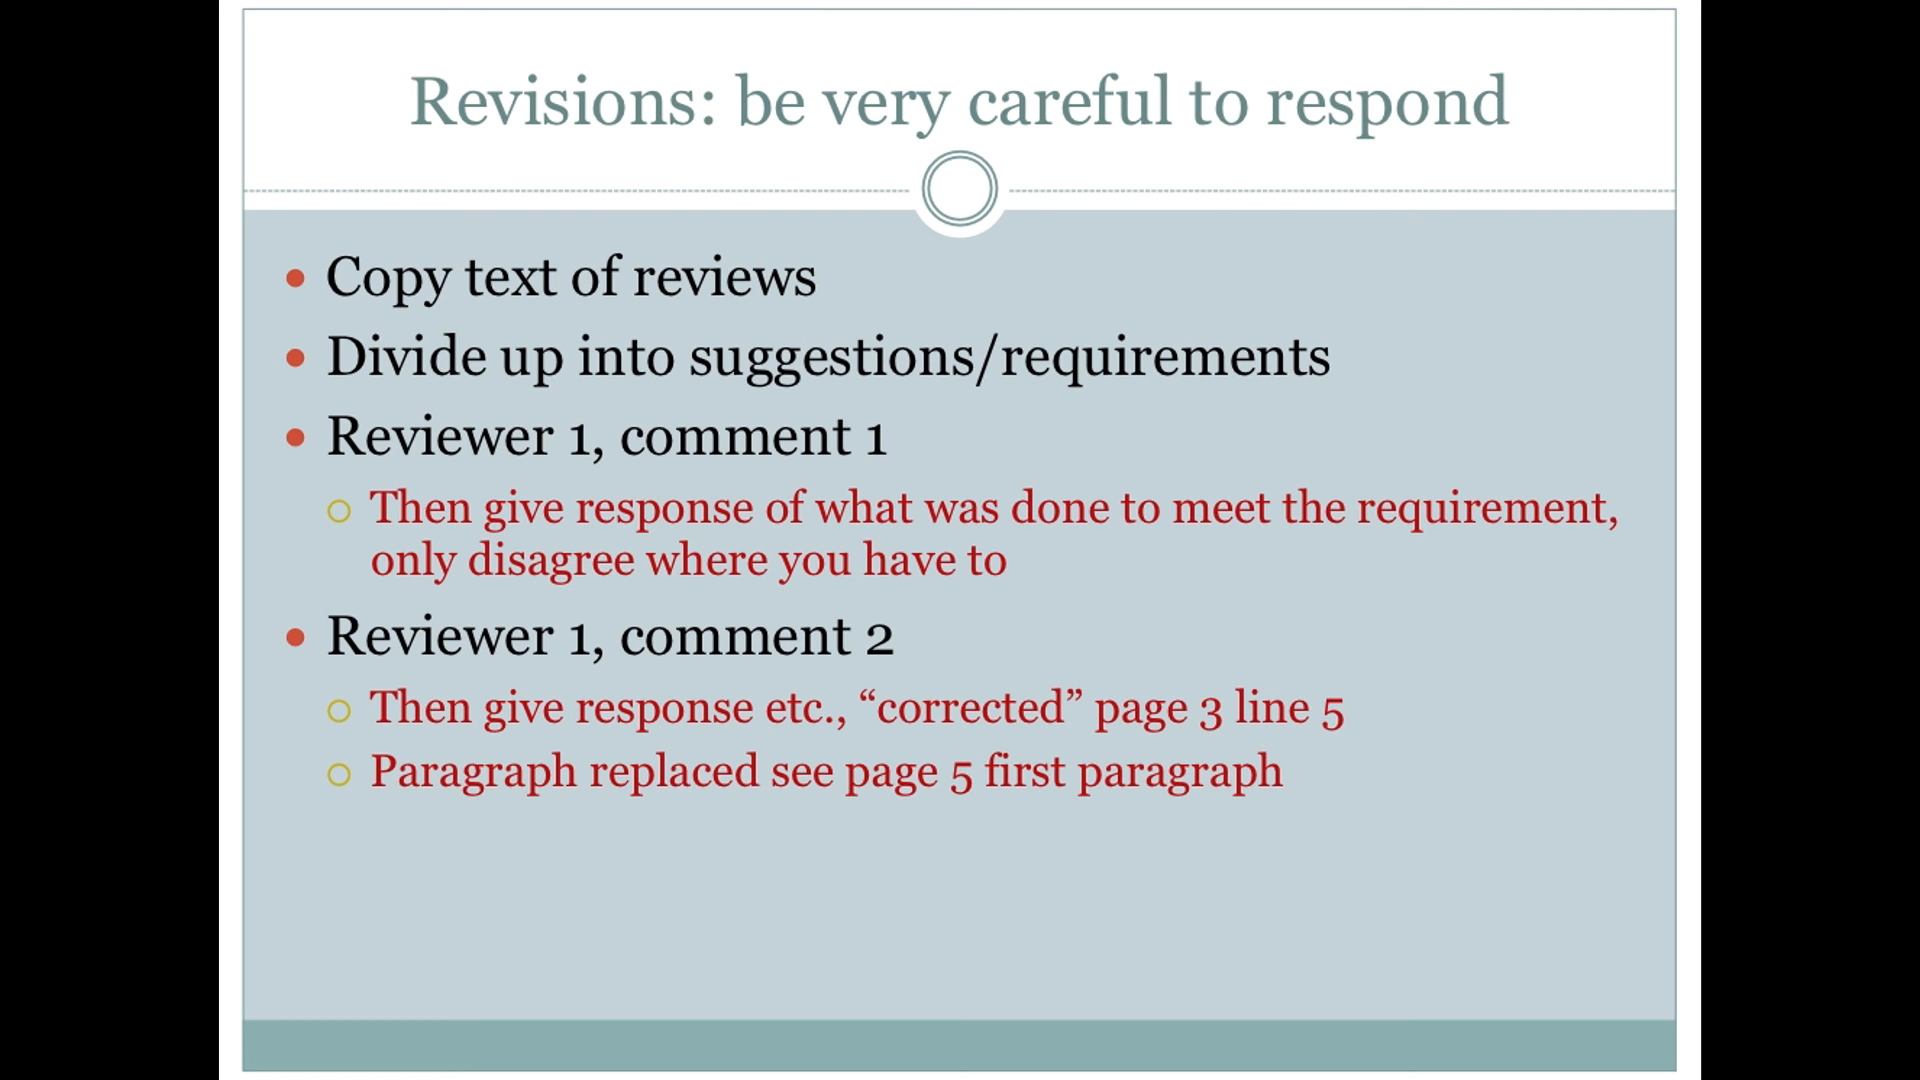 Revisions: be very careful to respond
• Copy text of reviews
• Divide up into suggestions/requirements
• Reviewer 1, comment 1
○ Then give response of what was done to meet the requirement,
only disagree where you have to
• Reviewer 1, comment 2
○ Then give response etc., “corrected” page 3 line 5
○ Paragraph replaced see page 5 first paragraph